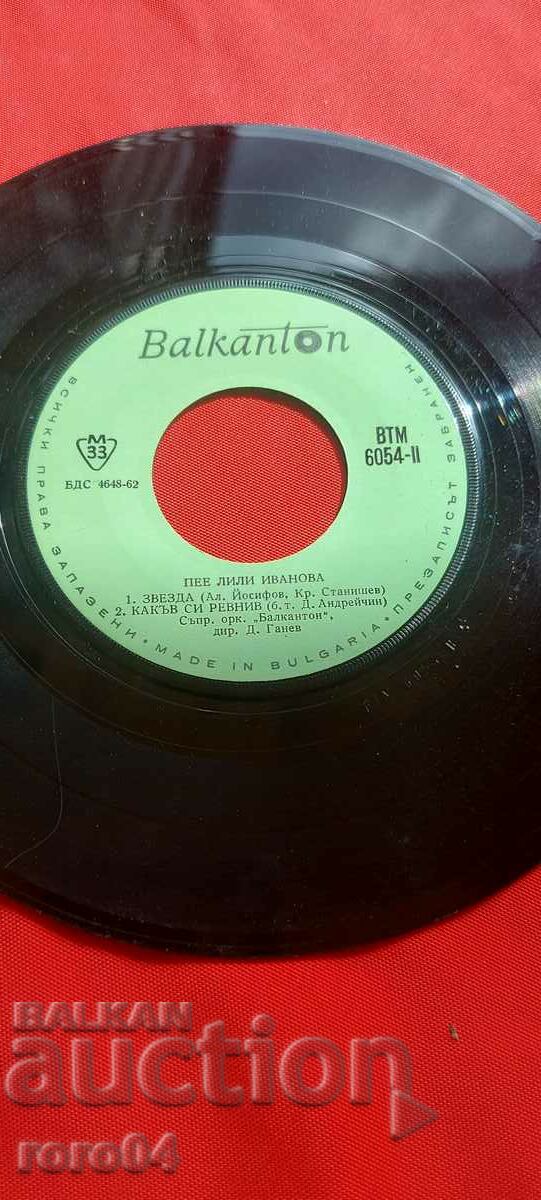 Balkanton
М
33
БДС 4648-62
ВТМ
6054-II
ПЕЕ ЛИЛИ ИВАНОВА
1. ЗВЕЗДА (Ал. Йосифов, Кр. Станишев)
2. КАКЪВ СИ РЕВНИВ (б. т. Д. Андрейчин)
Съпр. орк. „Балкантон",
дир. Д. Ганев
ВСИЧКИ ПРАВА ЗАПАЗЕНИ • MADE IN BULGARIA • ПРЕЗАПИСЪТ ЗАБРАНЕН
BALKAN
auction
roro04